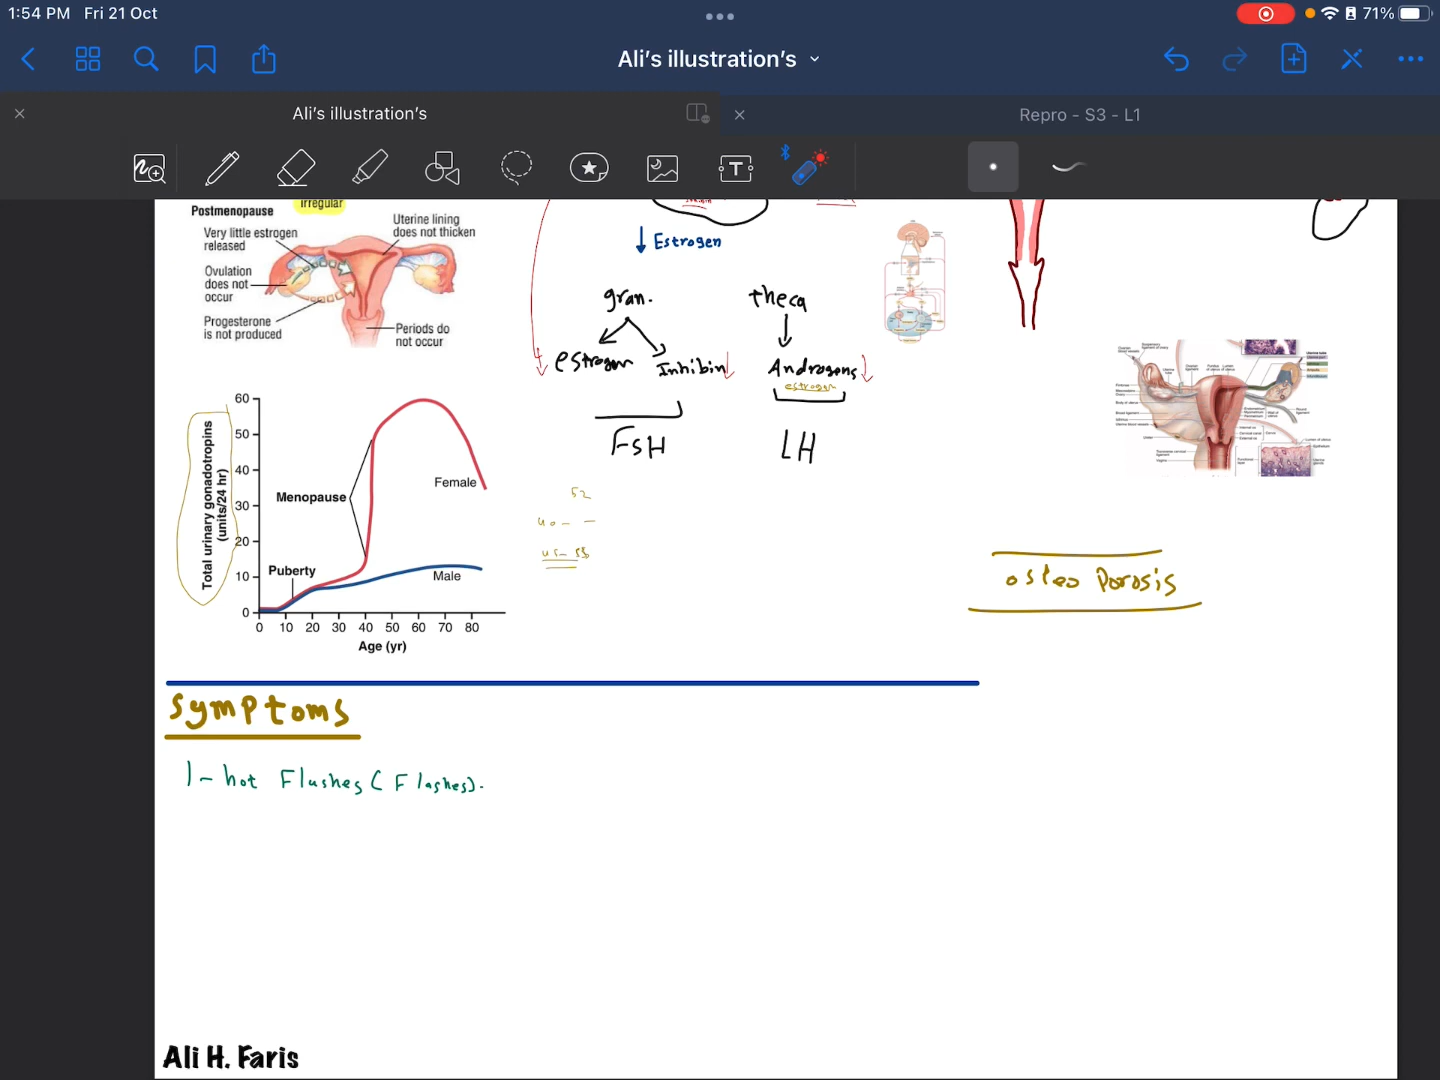 1:54 PM Fri 21 Oct
71%
Ali's illustration's
Ali's illustration's
Repro - S3 - L1
T
irregular
Postmenopause
Very little estrogen
released
Uterine lining
does not thicken
Ovulation
does not
occur
Progesterone
is not produced
Periods do
not occur
↓ Estrogen
gran.
theca
estrogen
Inhibin
Androgens
estrogen
FSH
LH
Total urinary gonadotropins
(units/24 hr)
60
50
40
30
20
10
0
Menopause
Female
Puberty
Male
0 10 20 30 40 50 60 70 80
Age (yr)
52
osteo Porosis
Symptoms
1- hot Flushes (Flashes).
Ali H. Faris